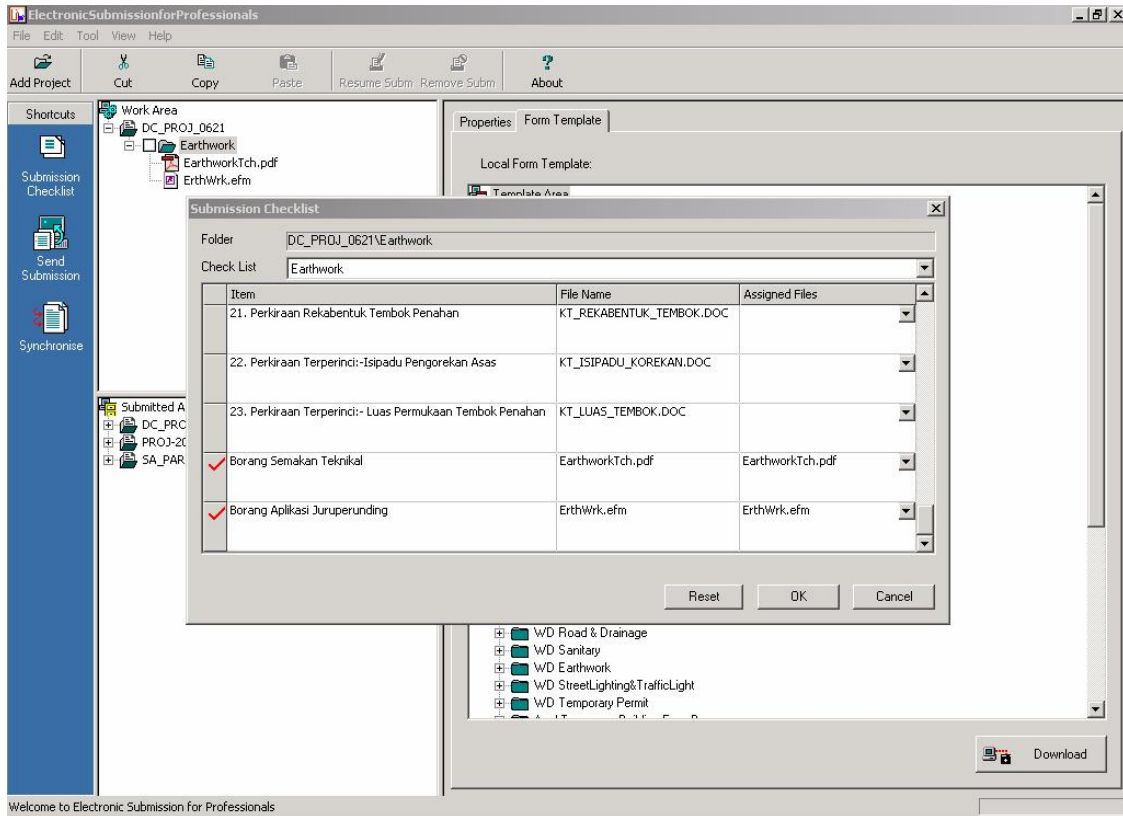 ElectronicSubmissionforProfessionals
File Edit Tool View Help
Add Project Cut Copy Paste Resume Subm Remove Subm About
Shortcuts
Submission
Checklist
Send
Submission
Synchronise
Work Area
DC_PROJ_0621
Earthwork
EarthworkTch.pdf
ErthWrk.efm
Submitted A
DC_PRO
PROJ-20
SA_PAR
Properties Form Template
Local Form Template:
Template Area
Submission Checklist
Folder DC_PROJ_0621\Earthwork
Check List Earthwork
Item File Name Assigned Files
21. Perkiraan Rekabentuk Tembok Penahan KT_REKABENTUK_TEMBOK.DOC
22. Perkiraan Terperinci:-Isipadu Pengorekan Asas KT_ISIPADU_KOREKAN.DOC
23. Perkiraan Terperinci:- Luas Permukaan Tembok Penahan KT_LUAS_TEMBOK.DOC
Borang Semakan Teknikal EarthworkTch.pdf EarthworkTch.pdf
Borang Aplikasi Juruperunding ErthWrk.efm ErthWrk.efm
Reset OK Cancel
WD Road & Drainage
WD Sanitary
WD Earthwork
WD StreetLighting&TrafficLight
WD Temporary Permit
Download
Welcome to Electronic Submission for Professionals